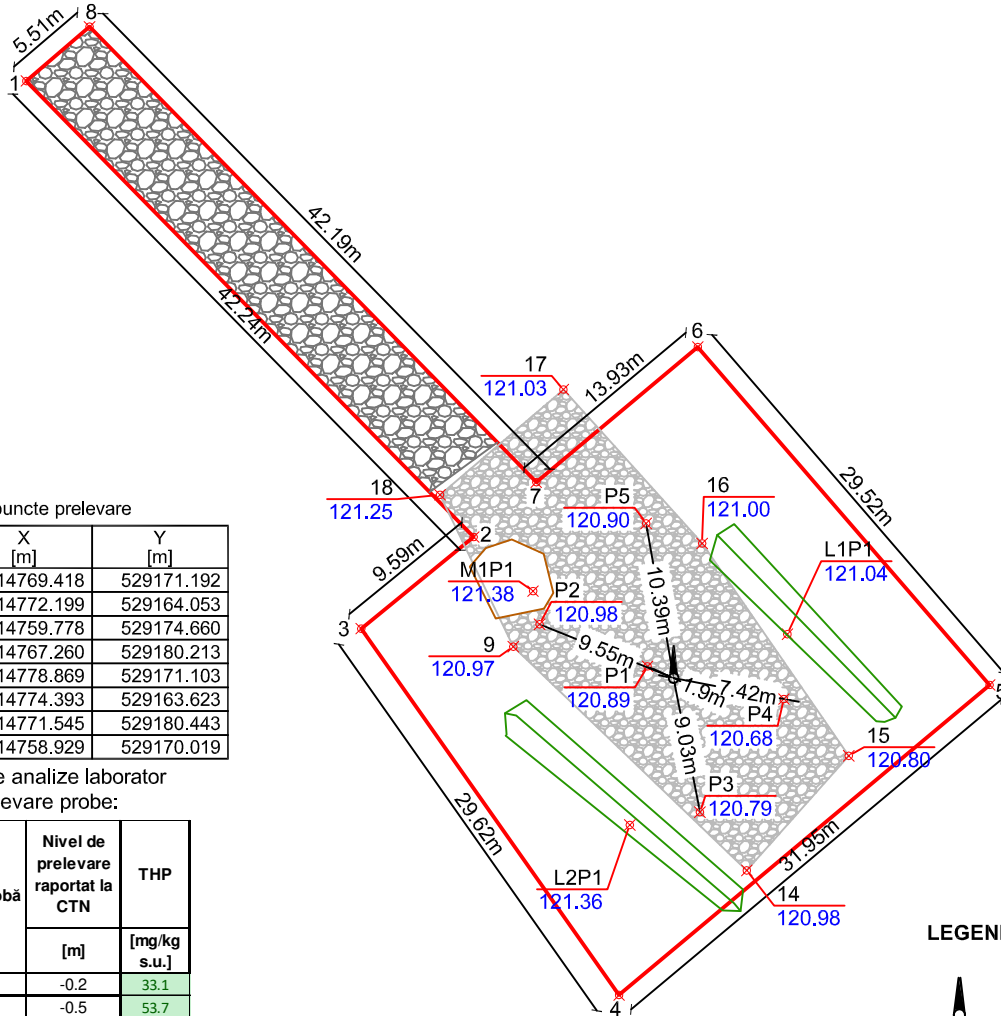 8
5.51m
1
42.19m
42.24m
6
17
121.03
13.93m
29.52m
18
121.25
7
P5
120.90
16
121.00
2
L1P1
121.04
9.59m
M1P1
121.38
P2
120.98
10.39m
3
9
120.97
9.55m
P1
120.89
1.9m
7.42m
P4
120.68
5
15
120.80
9.03m
P3
120.79
29.62m
31.95m
L2P1
121.36
14
120.98
4
puncte prelevare
X Y
[m] [m]
14769.418 529171.192
14772.199 529164.053
14759.778 529174.660
14767.260 529180.213
14778.869 529171.103
14774.393 529163.623
14771.545 529180.443
14758.929 529170.019
e analize laborator
evare probe:
Nivel de
prelevare
raportat la
CTN
THP
obă
[m]
[mg/kg
s.u.]
-0.2 33.1
-0.5 53.7
LEGEN